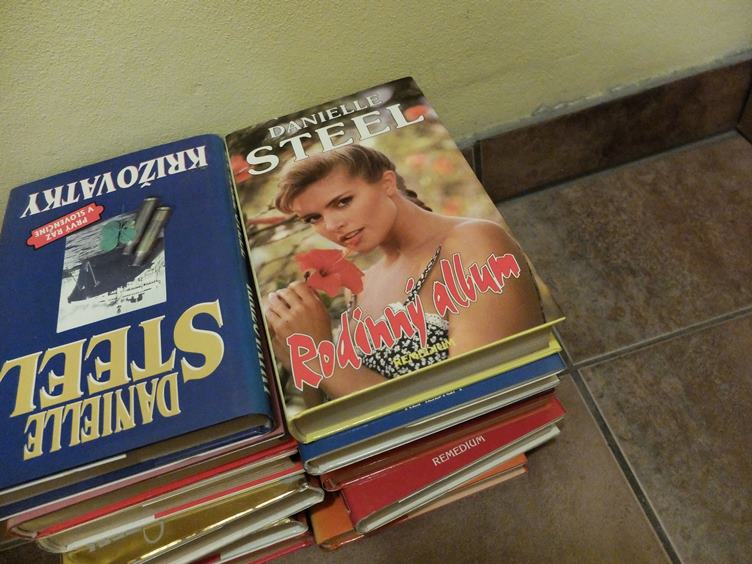 KRIŽOVATKY
PRVÝ RAZ
V SLOVENČINE
DANIELLE
STEEL
DANIELLE
STEEL
Rodinný album
REMEDIUM
REMEDIUM